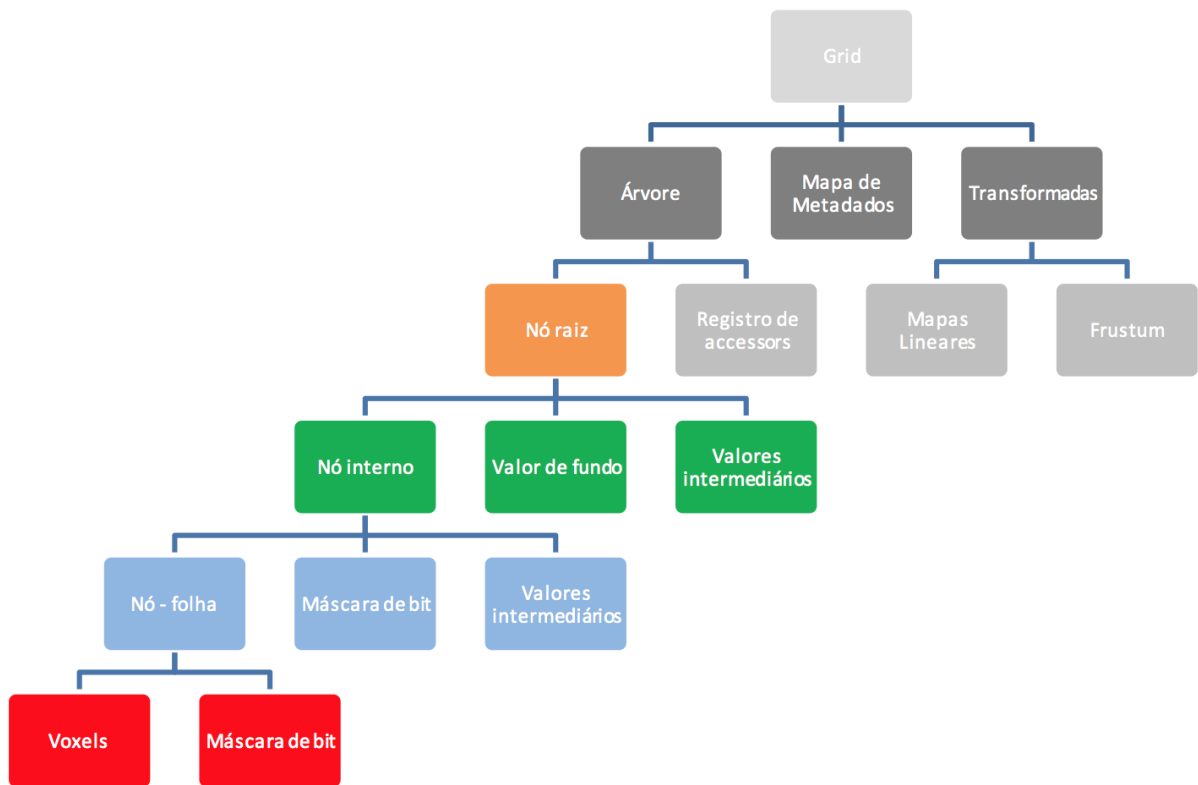 Grid
Árvore
Mapa de
Metadados
Transformadas
Nó raiz
Registro de
accessors
Mapas
Lineares
Frustum
Nó interno
Valor de fundo
Valores
intermediários
Nó - folha
Máscara de bit
Valores
intermediários
Voxels
Máscara de bit